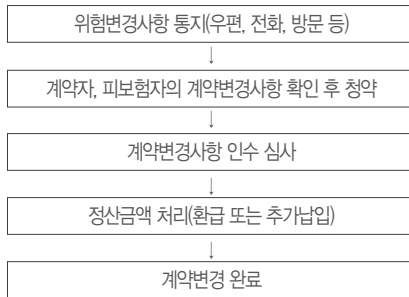 위험변경사항 통지(우편, 전화, 방문 등)
↓
계약자, 피보험자의 계약변경사항 확인 후 청약
↓
계약변경사항 인수 심사
↓
정산금액 처리(환급 또는 추가납입)
↓
계약변경 완료